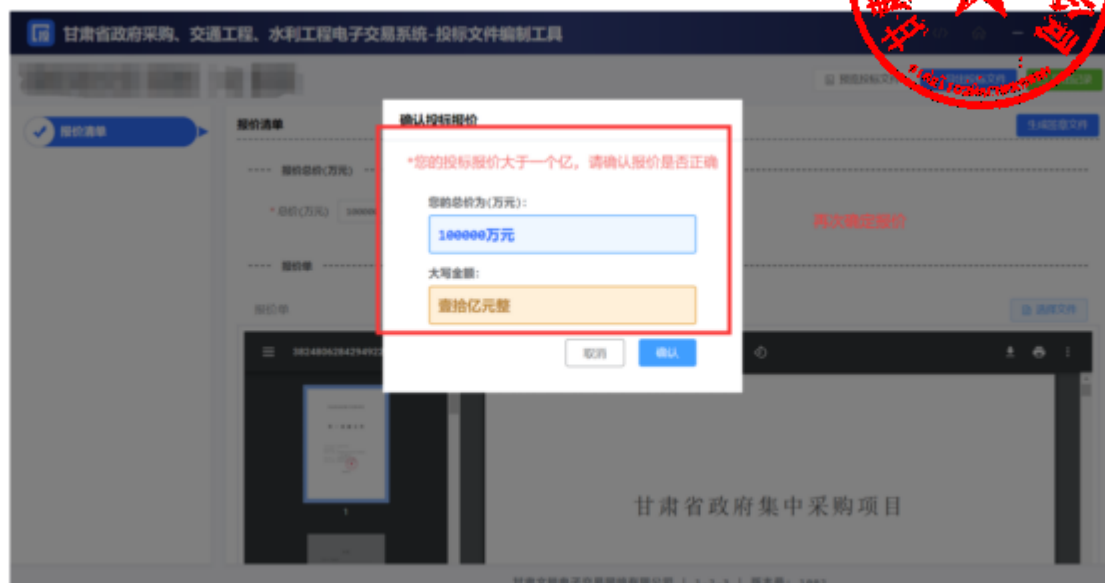 甘肃省政府采购、交通工程、水利工程电子交易系统-投标文件编制工具
报价清单
报价清单
确认投标报价
生成加密文件
*您的投标报价大于一个亿，请确认报价是否正确
报价总价(万元)
您的总价为(万元)：
*总价(万元)
100000万元
再次确定报价
报价单
大写金额：
壹拾亿元整
报价单
选择文件
取消
确认
1
甘肃省政府集中采购项目